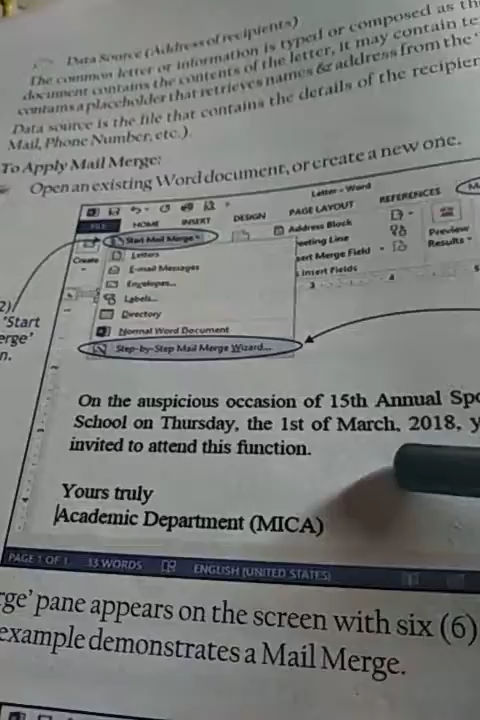 Data Source (Address of recipients)
The common letter or information is typed or composed as
document contains the contents of the letter, it may contain
contains a placeholder that retrieves names & address from the
Data source is the file that contains the details of the recipien
Mail, Phone Number, etc.).
To Apply Mail Merge:
Open an existing Word document, or create a new one.
Letter - Word
FILE HOME INSERT DESIGN PAGE LAYOUT REFERENCES
Create
Start Mail Merge
Address Block
eeting Line
sert Merge Field
Insert Fields
Preview
Results
Letters
E-mail Messages
Envelopes...
Labels...
Directory
Normal Word Document
Step-by-Step Mail Merge Wizard...
2)
'Start
erge'
n.
On the auspicious occasion of 15th Annual Spo
School on Thursday, the 1st of March, 2018, y
invited to attend this function.
Yours truly
Academic Department (MICA)
PAGE 1 OF 1 33 WORDS ENGLISH (UNITED STATES)
rge' pane appears on the screen with six (6)
example demonstrates a Mail Merge.